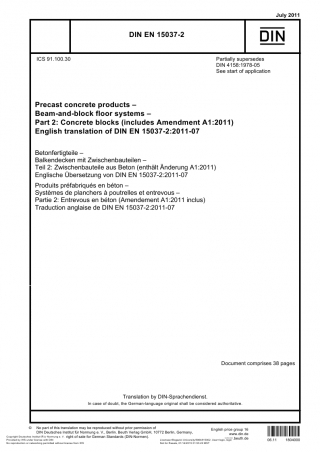 July 2011
DIN EN 15037-2
DIN
ICS 91.100.30
Partially supersedes
DIN 4158:1978-05
See start of application
Precast concrete products –
Beam-and-block floor systems –
Part 2: Concrete blocks (includes Amendment A1:2011)
English translation of DIN EN 15037-2:2011-07
Betonfertigteile –
Balkendecken mit Zwischenbauteilen –
Teil 2: Zwischenbauteile aus Beton (enthält Änderung A1:2011)
Englische Übersetzung von DIN EN 15037-2:2011-07
Produits préfabriqués en béton –
Systèmes de planchers à poutrelles et entrevous –
Partie 2: Entrevous en béton (Amendement A1:2011 inclus)
Traduction anglaise de DIN EN 15037-2:2011-07
Document comprises 38 pages
Translation by DIN-Sprachendienst.
In case of doubt, the German-language original shall be considered authoritative.
© No part of this translation may be reproduced without prior permission of
DIN Deutsches Institut für Normung e. V., Berlin. Beuth Verlag GmbH, 10772 Berlin, Germany,
right of sale for German Standards (DIN-Normen).
English price group 16
www.din.de
www.beuth.de